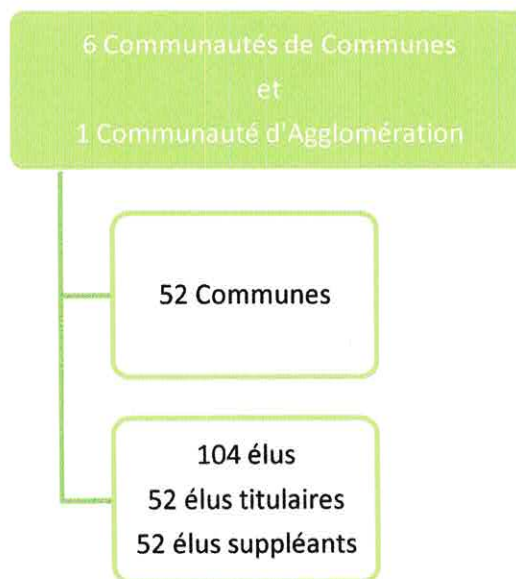 6 Communautés de Communes
et
1 Communauté d'Agglomération
52 Communes
104 élus
52 élus titulaires
52 élus suppléants